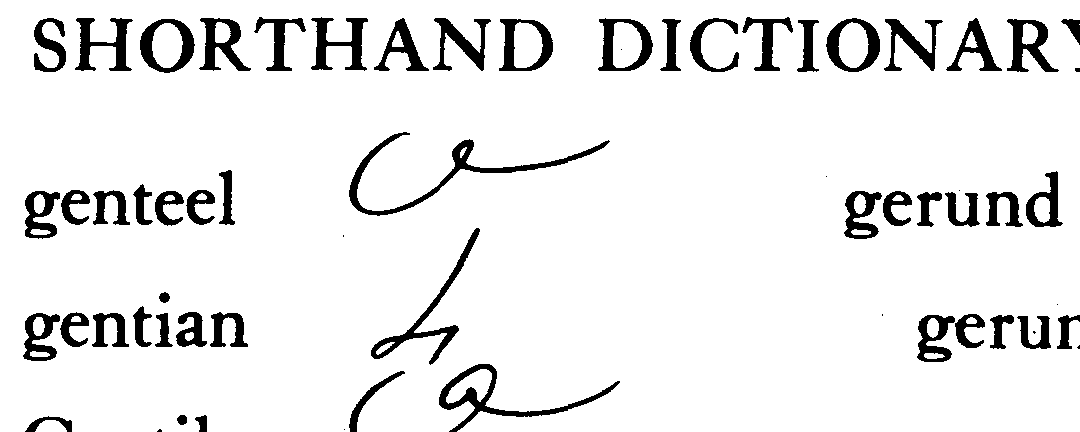 SHORTHAND DICTIONARY
genteel
gerund
gentian